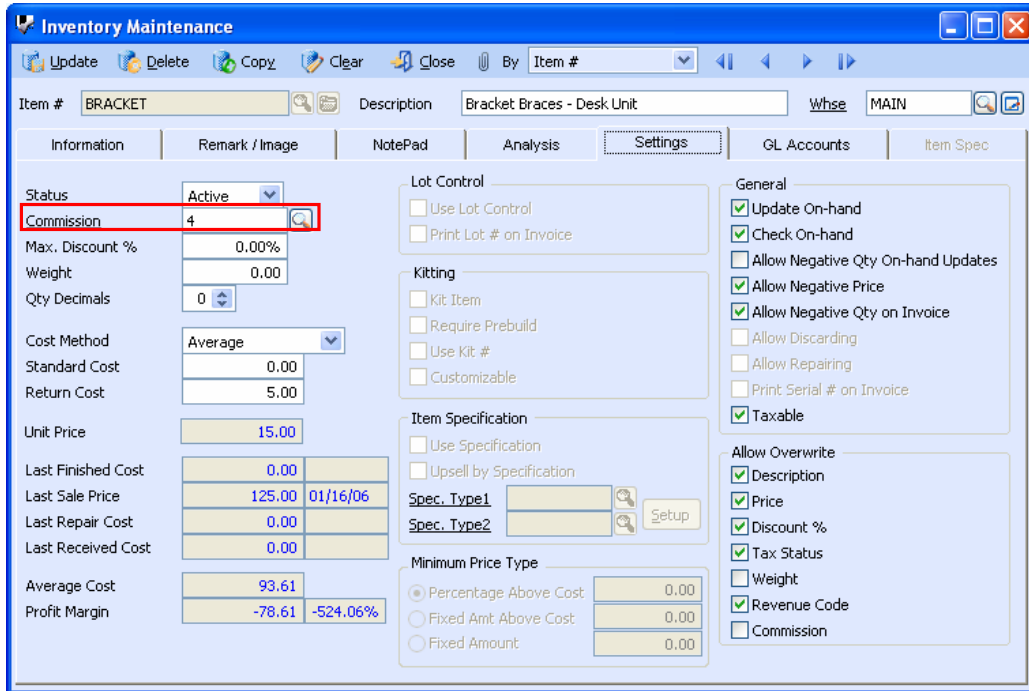 Inventory Maintenance
Update Delete Copy Clear Close By Item #
Item # BRACKET Description Bracket Braces - Desk Unit Whse MAIN
Information Remark / Image NotePad Analysis Settings GL Accounts Item Spec
Status Active
Commission 4
Max. Discount % 0.00%
Weight 0.00
Qty Decimals 0
Cost Method Average
Standard Cost 0.00
Return Cost 5.00
Unit Price 15.00
Last Finished Cost 0.00
Last Sale Price 125.00 01/16/06
Last Repair Cost 0.00
Last Received Cost 0.00
Average Cost 93.61
Profit Margin -78.61 -524.06%
Lot Control
Use Lot Control
Print Lot # on Invoice
Kitting
Kit Item
Require Prebuild
Use Kit #
Customizable
Item Specification
Use Specification
Upsell by Specification
Spec. Type1
Spec. Type2
Setup
Minimum Price Type
Percentage Above Cost 0.00
Fixed Amt Above Cost 0.00
Fixed Amount 0.00
General
Update On-hand
Check On-hand
Allow Negative Qty On-hand Updates
Allow Negative Price
Allow Negative Qty on Invoice
Allow Discarding
Allow Repairing
Print Serial # on Invoice
Taxable
Allow Overwrite
Description
Price
Discount %
Tax Status
Weight
Revenue Code
Commission